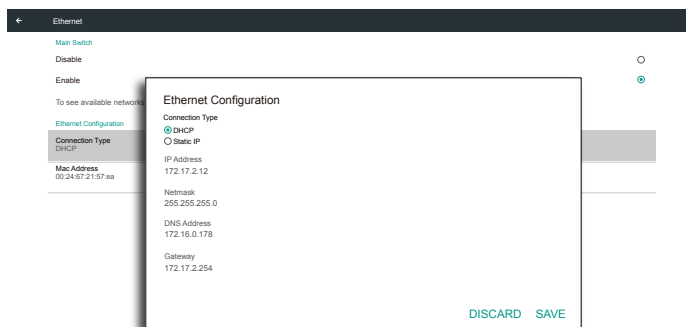 Ethernet
Main Switch
Disable
Enable
To see available networks
Ethernet Configuration
Connection Type
DHCP
Mac Address
00:24:67:21:57:ea
Ethernet Configuration
Connection Type
DHCP
Static IP
IP Address
172.17.2.12
Netmask
255.255.255.0
DNS Address
172.16.0.178
Gateway
172.17.2.254
DISCARD SAVE